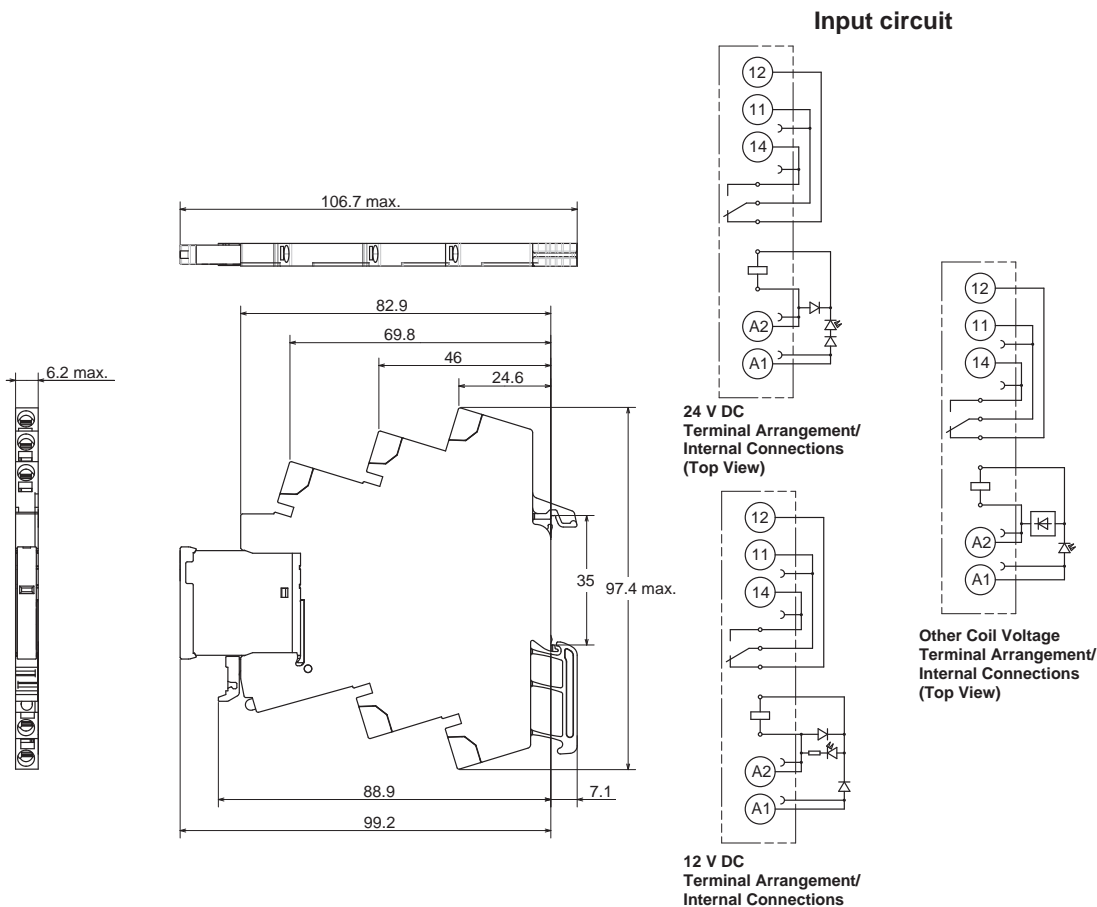 Input circuit
106.7 max.
82.9
69.8
46
24.6
6.2 max.
35
97.4 max.
88.9
7.1
99.2
12
11
14
A2
A1
24 V DC
Terminal Arrangement/
Internal Connections
(Top View)
12
11
14
A2
A1
12 V DC
Terminal Arrangement/
Internal Connections
12
11
14
A2
A1
Other Coil Voltage
Terminal Arrangement/
Internal Connections
(Top View)